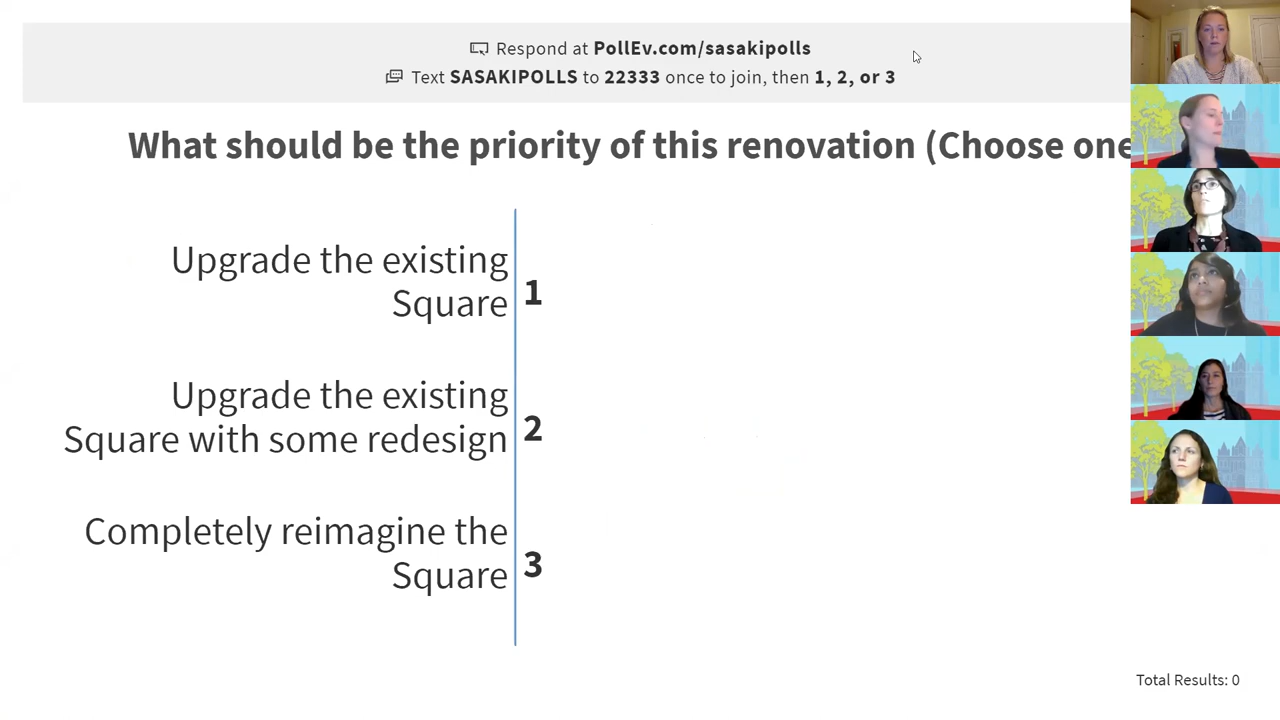 Respond at PollEv.com/sasakipolls
Text SASAKIPOLLS to 22333 once to join, then 1, 2, or 3
What should be the priority of this renovation (Choose one
Upgrade the existing
Square
1
Upgrade the existing
Square with some redesign
2
Completely reimagine the
Square
3
Total Results: 0